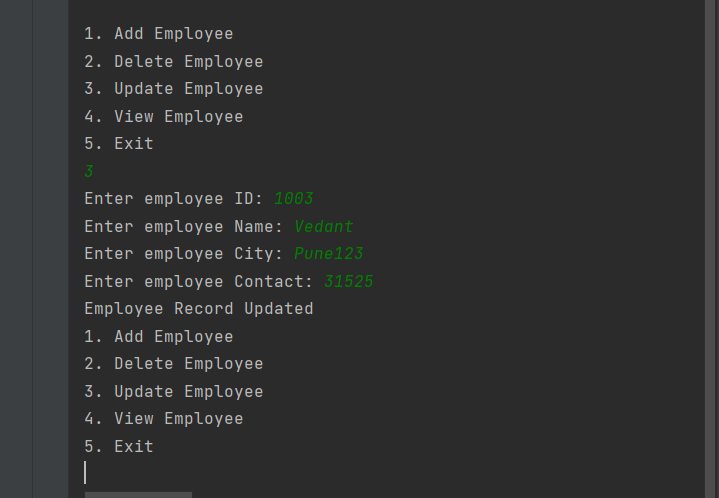 1. Add Employee
2. Delete Employee
3. Update Employee
4. View Employee
5. Exit
3
Enter employee ID: 1003
Enter employee Name: Vedant
Enter employee City: Pune123
Enter employee Contact: 31525
Employee Record Updated
1. Add Employee
2. Delete Employee
3. Update Employee
4. View Employee
5. Exit